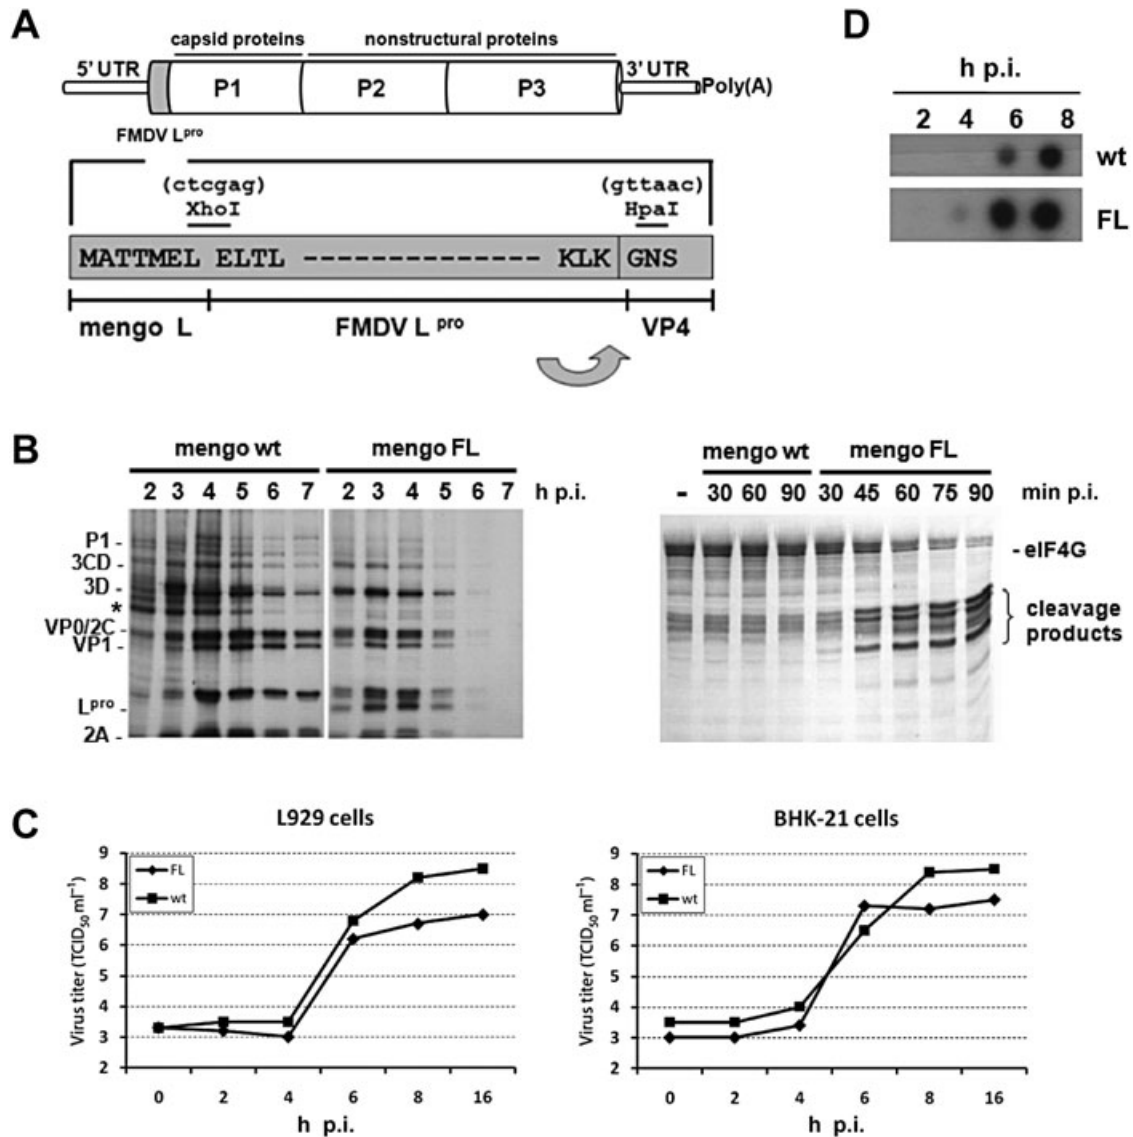 A
capsid proteins nonstructural proteins
5' UTR P1 P2 P3 3' UTR Poly(A)
FMDV Lpro
(ctcgag) (gttaac)
XhoI HpaI
MATTMEL ELTL -------------- KLK GNS
mengo L FMDV L pro VP4
D
h p.i.
2 4 6 8
wt
FL
B
mengo wt mengo FL
2 3 4 5 6 7 2 3 4 5 6 7 h p.i.
P1 -
3CD -
3D -
*
VP0/2C -
VP1 -
Lpro -
2A -
mengo wt mengo FL
- 30 60 90 30 45 60 75 90 min p.i.
- eIF4G
cleavage
products
C
L929 cells
Virus titer (TCID50 ml−1)
9
8
7
6
5
4
3
2
FL
wt
0 2 4 6 8 16
h p.i.
BHK-21 cells
Virus titer (TCID50 ml−1)
9
8
7
6
5
4
3
2
FL
wt
0 2 4 6 8 16
h p.i.